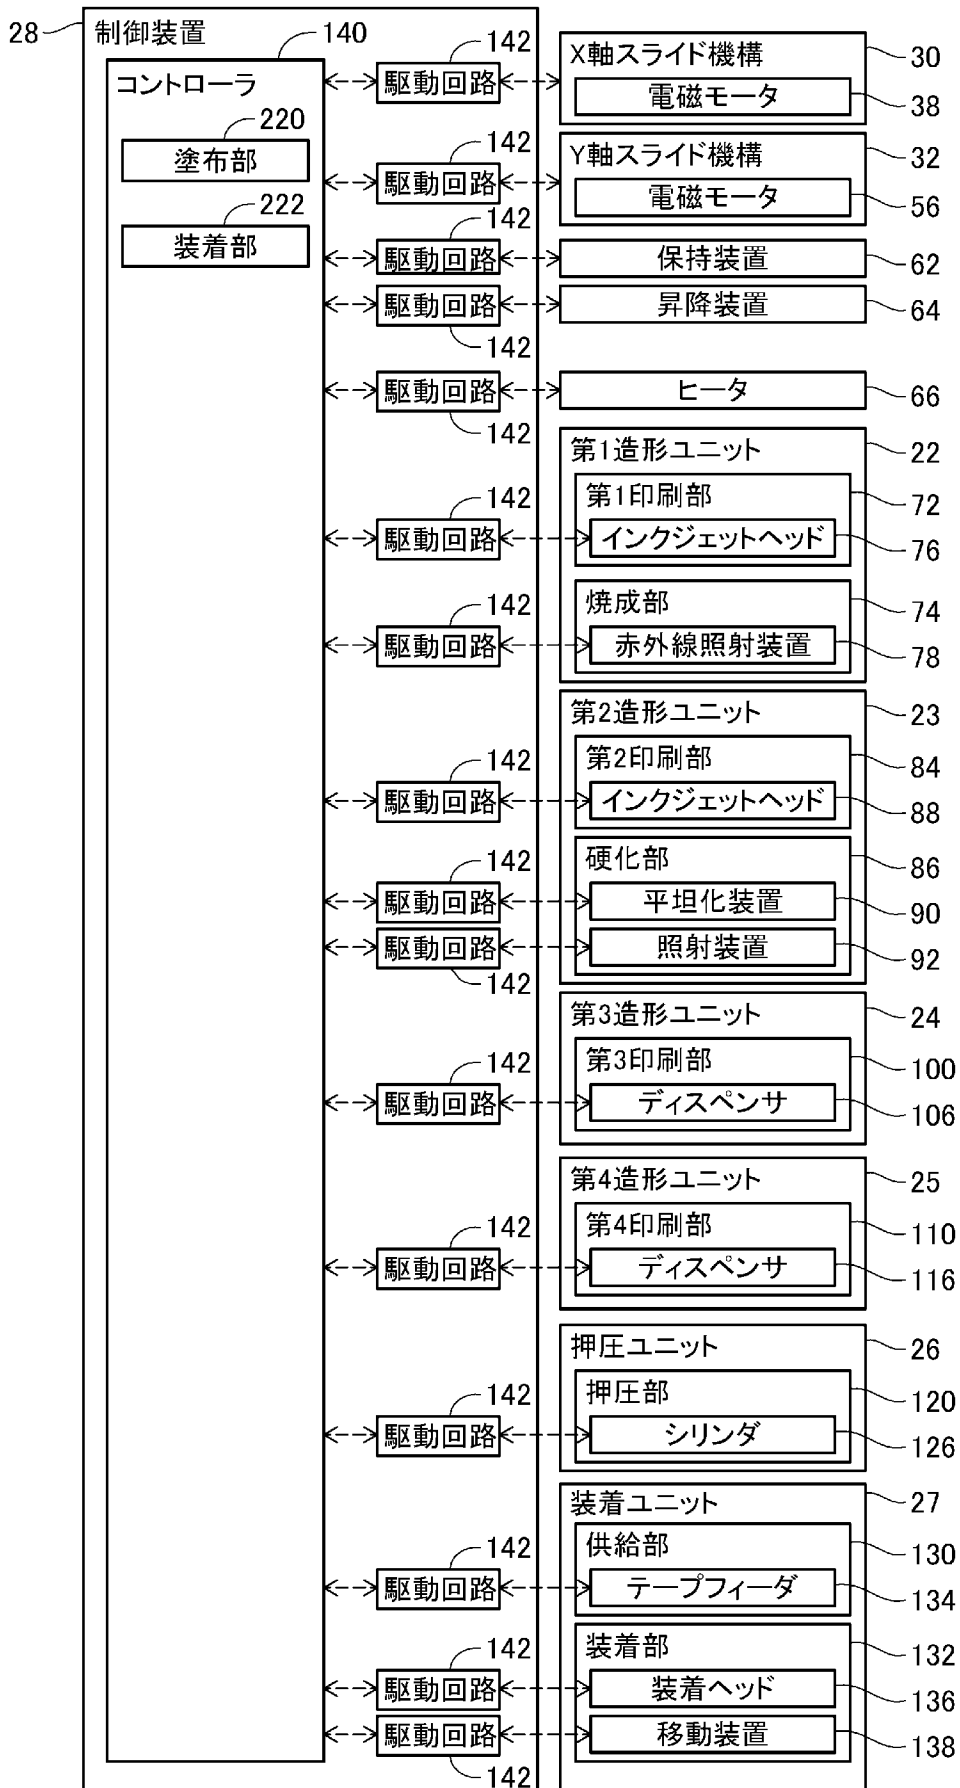 28
制御装置
140
コントローラ
220
塗布部
222
装着部
142
駆動回路
X軸スライド機構
30
電磁モータ
38
142
駆動回路
Y軸スライド機構
32
電磁モータ
56
142
駆動回路
保持装置
62
駆動回路
142
昇降装置
64
駆動回路
142
ヒータ
66
第1造形ユニット
22
第1印刷部
72
142
駆動回路
インクジェットヘッド
76
焼成部
74
142
駆動回路
赤外線照射装置
78
第2造形ユニット
23
第2印刷部
84
142
駆動回路
インクジェットヘッド
88
硬化部
86
142
駆動回路
平坦化装置
90
駆動回路
142
照射装置
92
第3造形ユニット
24
第3印刷部
100
142
駆動回路
ディスペンサ
106
第4造形ユニット
25
第4印刷部
110
142
駆動回路
ディスペンサ
116
押圧ユニット
26
押圧部
120
142
駆動回路
シリンダ
126
装着ユニット
27
供給部
130
142
駆動回路
テープフィーダ
134
装着部
132
142
駆動回路
装着ヘッド
136
駆動回路
142
移動装置
138